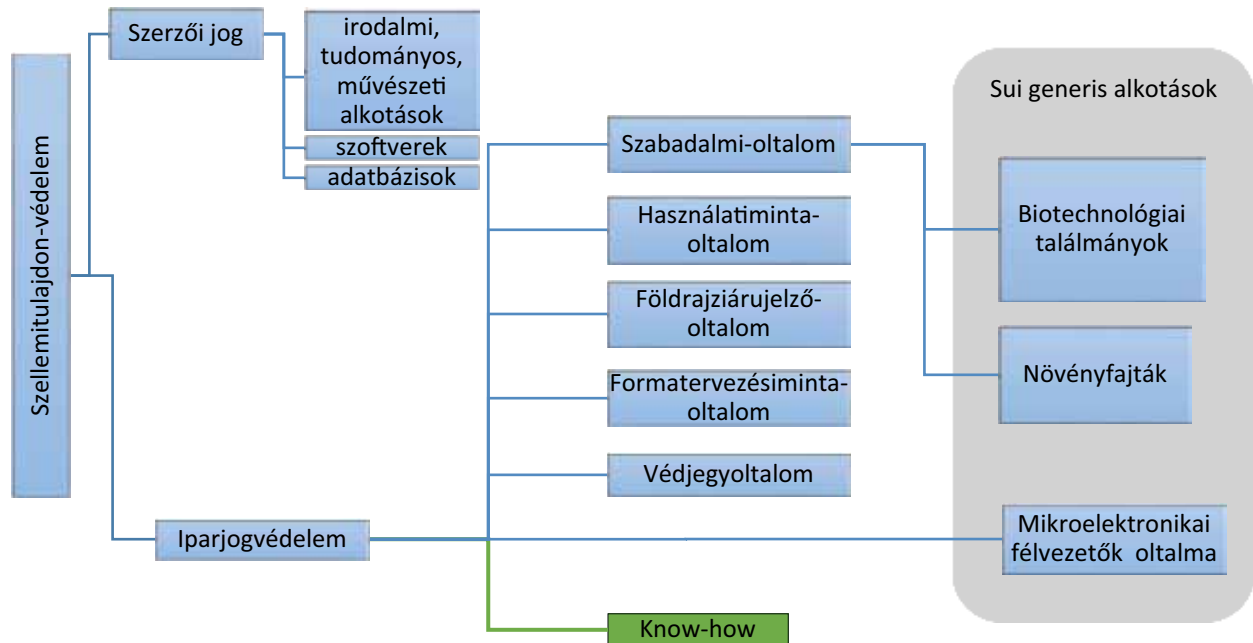 Szellemitulajdon-védelem
Szerzői jog
irodalmi,
tudományos,
művészeti
alkotások
szoftverek
adatbázisok
Iparjogvédelem
Szabadalmi-oltalom
Használatiminta-
oltalom
Földrajziárujelző-
oltalom
Formatervezésiminta-
oltalom
Védjegyoltalom
Know-how
Sui generis alkotások
Biotechnológiai
találmányok
Növényfajták
Mikroelektronikai
félvezetők oltalma